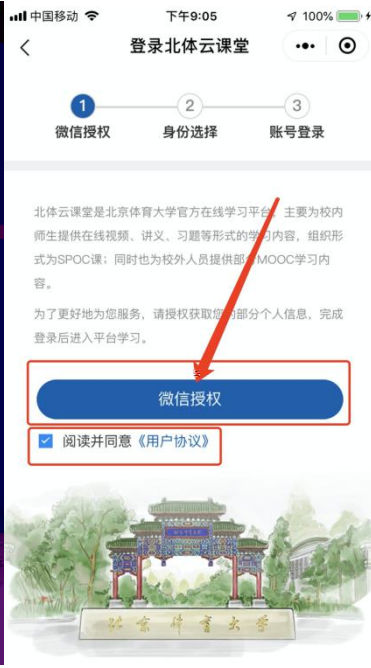 中国移动 下午9:05 100%
登录北体云课堂
1 2 3
微信授权 身份选择 账号登录
北体云课堂是北京体育大学官方在线学习平台，主要为校内
师生提供在线视频、讲义、习题等形式的学习内容，组织形
式为SPOC课；同时也为校外人员提供部分MOOC学习内
容。
为了更好地为您服务，请授权获取您的部分个人信息，完成
登录后进入平台学习。
微信授权
阅读并同意《用户协议》
北京体育大学